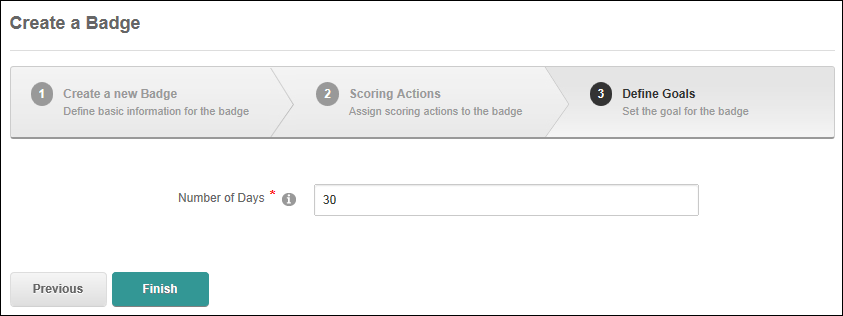 Create a Badge
1 Create a new Badge
Define basic information for the badge
2 Scoring Actions
Assign scoring actions to the badge
3 Define Goals
Set the goal for the badge
Number of Days * i 30
Previous Finish